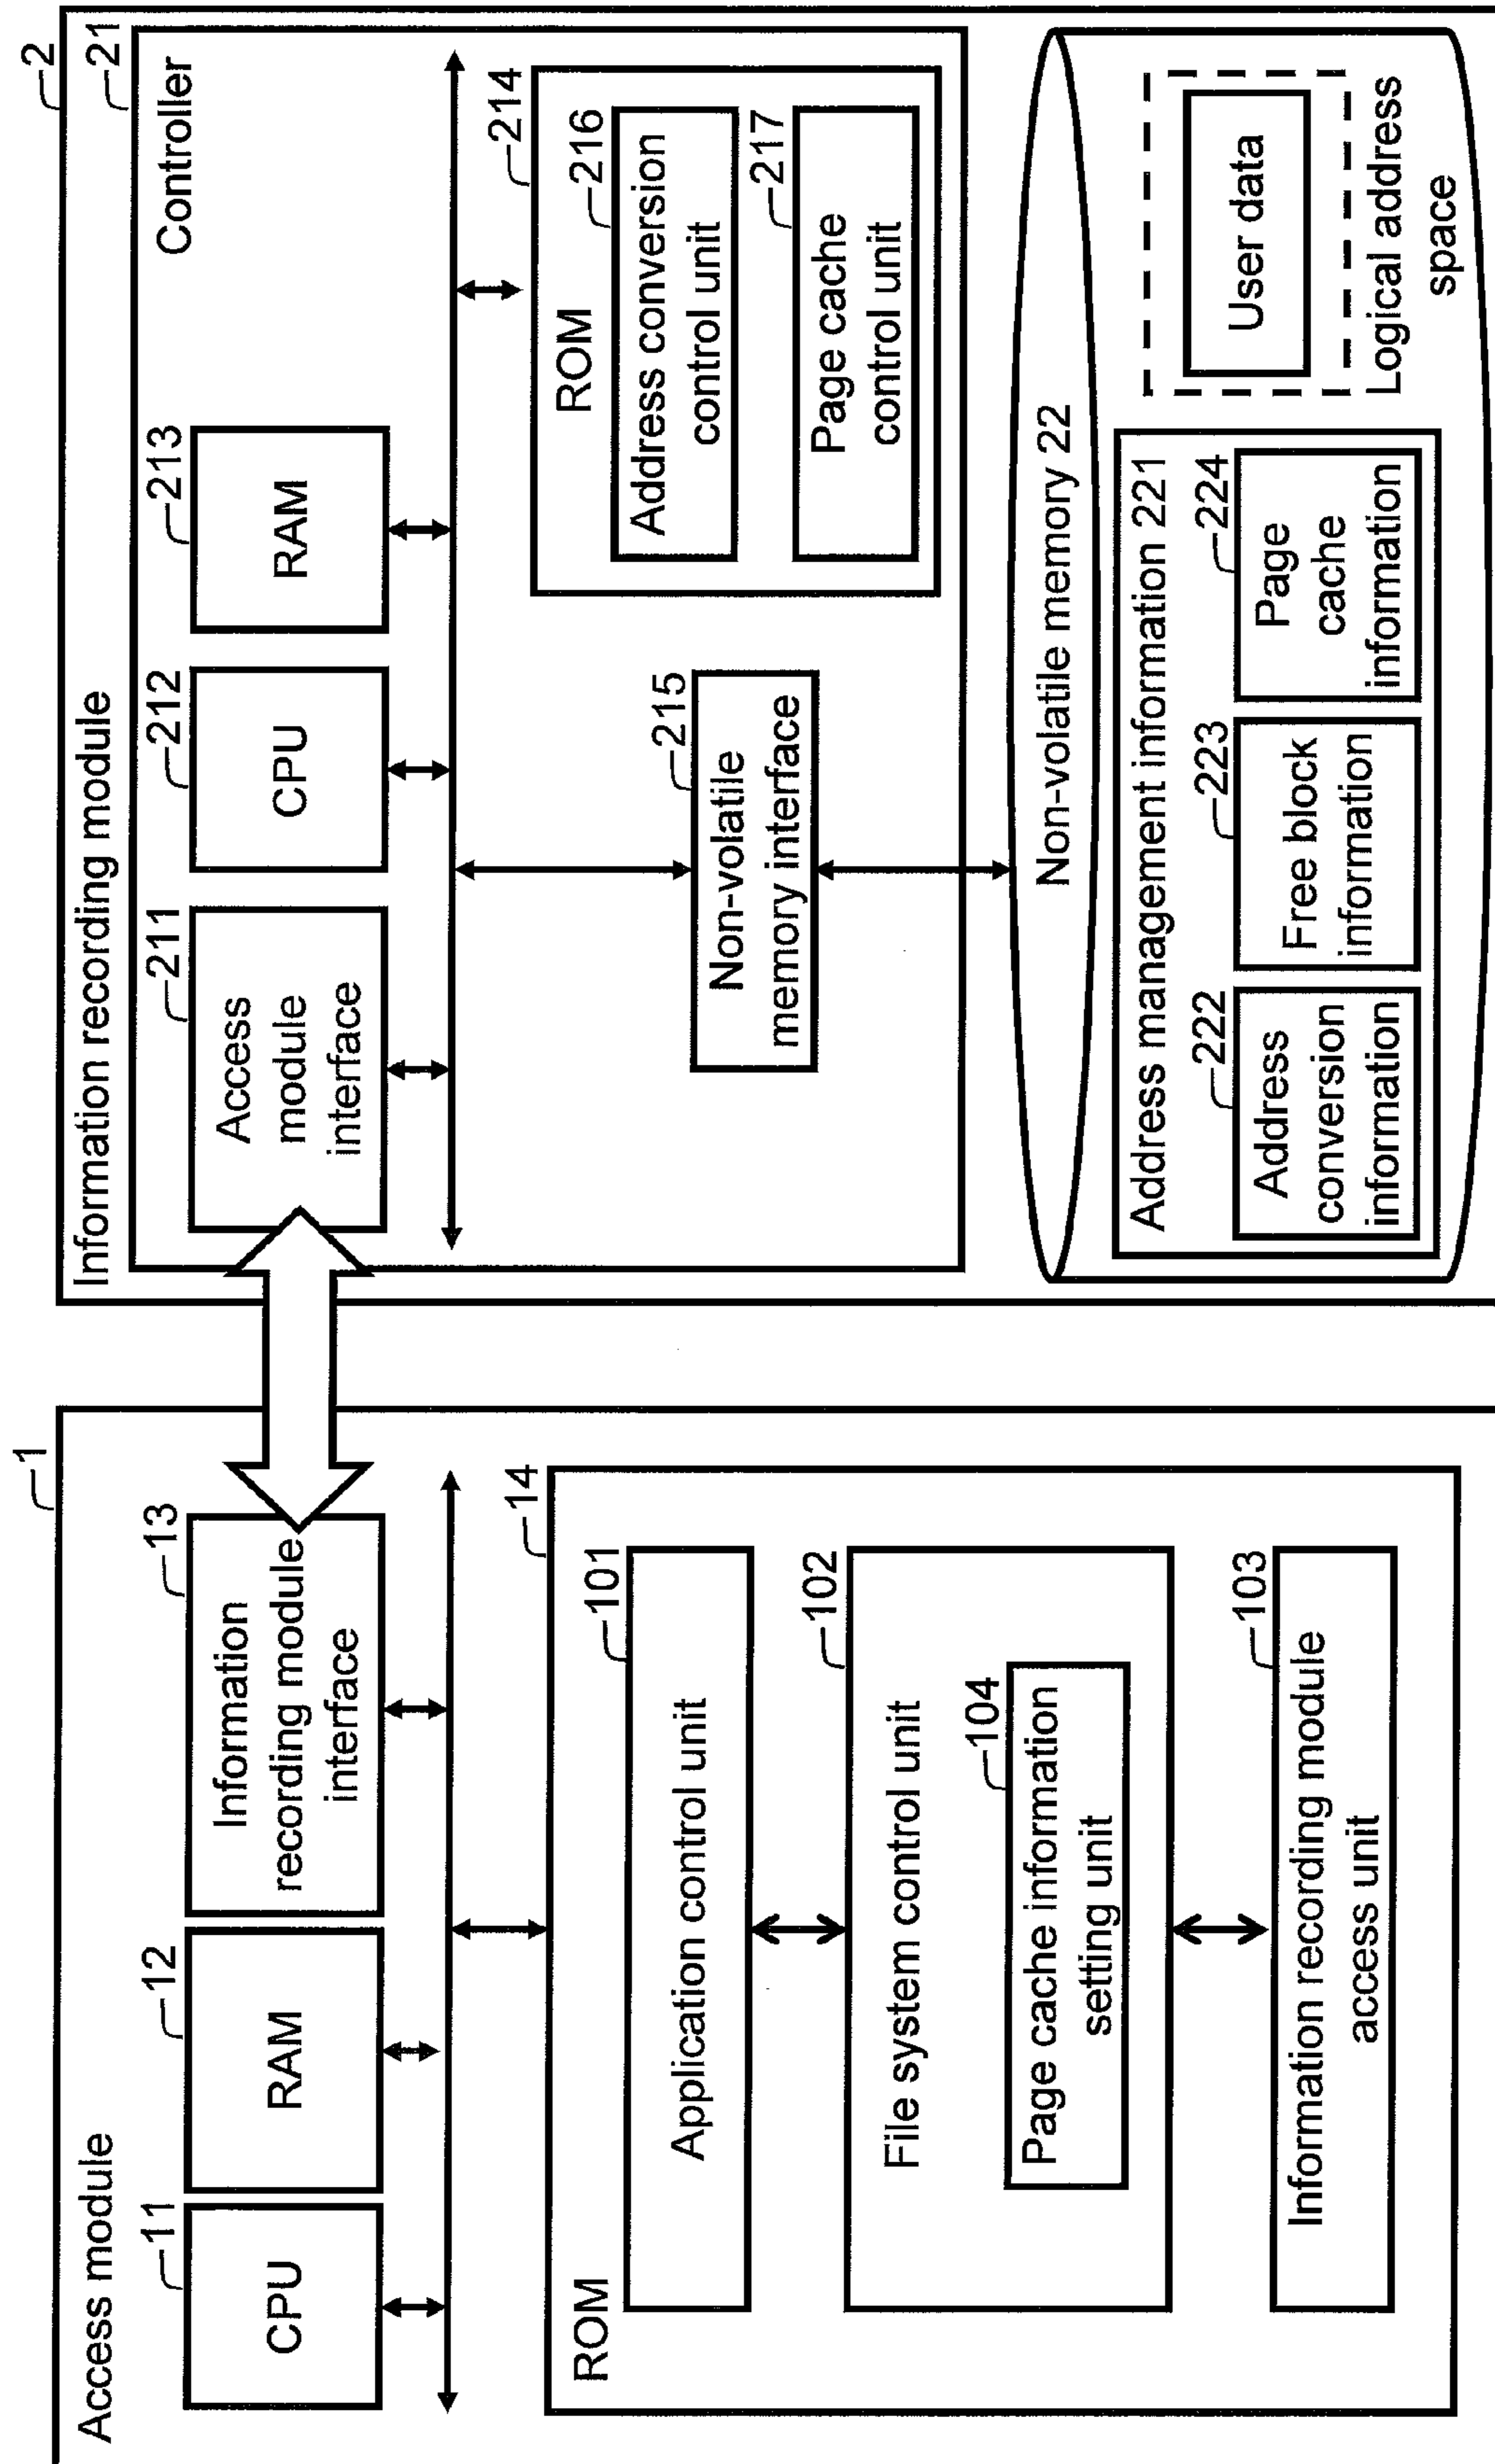 Access module
1
11
CPU
12
RAM
13
Information
recording module
interface
14
ROM
101
Application control unit
102
File system control unit
104
Page cache information
setting unit
103
Information recording module
access unit
Information recording module
2
21
Controller
211
Access
module
interface
212
CPU
213
RAM
214
ROM
216
Address conversion
control unit
217
Page cache
control unit
215
Non-volatile
memory interface
Non-volatile memory 22
Address management information 221
222
Address
conversion
information
223
Free block
information
224
Page
cache
information
User data
Logical address
space